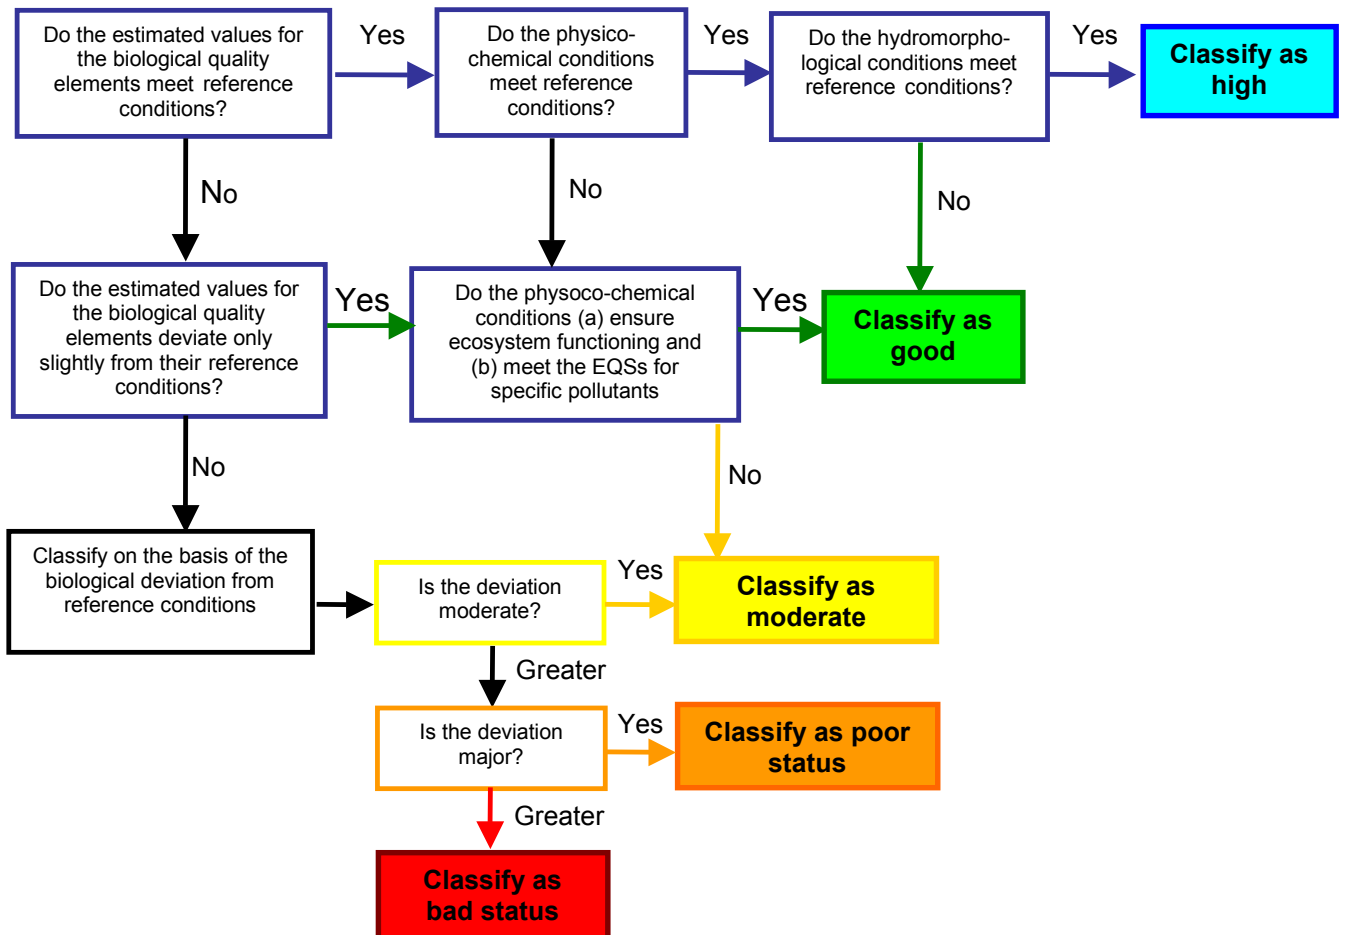 Do the estimated values for
the biological quality
elements meet reference
conditions?
Yes
Do the physico-
chemical conditions
meet reference
conditions?
Yes
Do the hydromorpho-
logical conditions meet
reference conditions?
Yes
Classify as
high
No
No
No
Do the estimated values for
the biological quality
elements deviate only
slightly from their reference
conditions?
Yes
Do the physoco-chemical
conditions (a) ensure
ecosystem functioning and
(b) meet the EQSs for
specific pollutants
Yes
Classify as
good
No
No
Classify on the basis of the
biological deviation from
reference conditions
Is the deviation
moderate?
Yes
Classify as
moderate
Greater
Is the deviation
major?
Yes
Classify as poor
status
Greater
Classify as
bad status